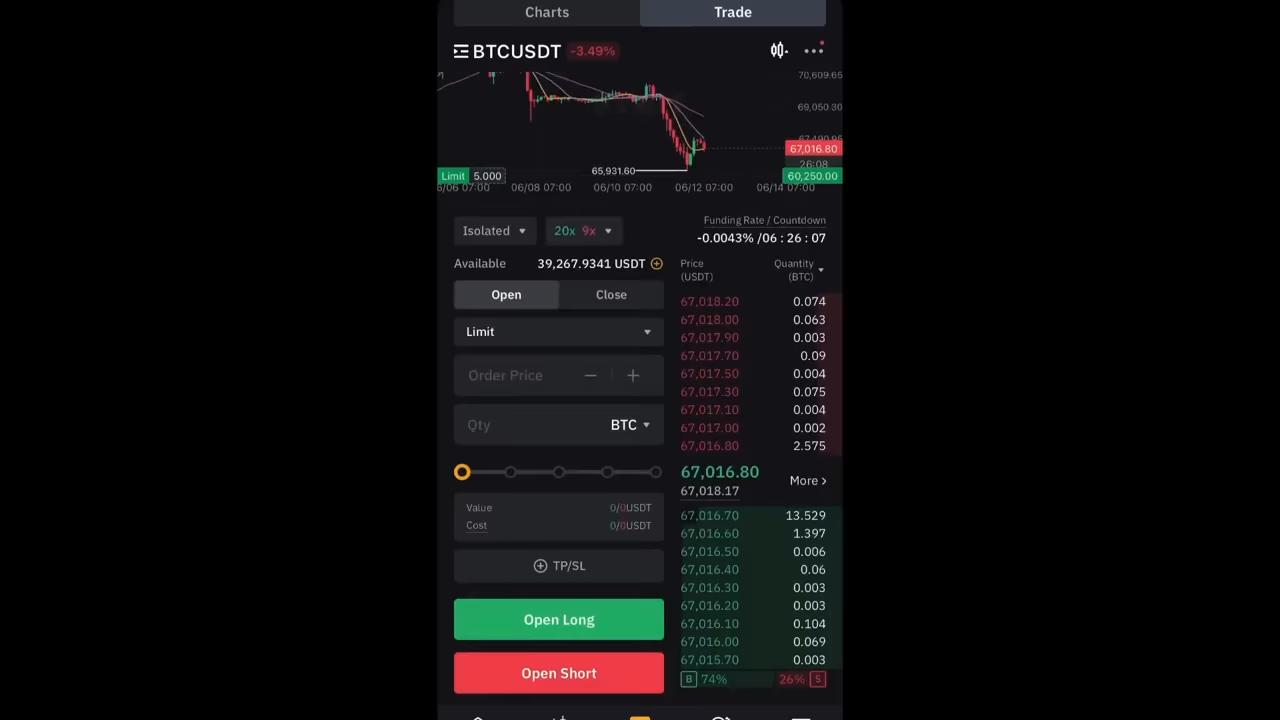 Charts Trade
BTCUSDT -3.49%
70,609.65
69,050.30
67,490.95
67,016.80
26:08
65,931.60
Limit 5.000 60,250.00
6/06 07:00 06/08 07:00 06/10 07:00 06/12 07:00 06/14 07:00
Isolated 20x 9x
Funding Rate / Countdown
-0.0043% /06 : 26 : 07
Available 39,267.9341 USDT
Open Close
Limit
Order Price
Qty BTC
Value 0/0USDT
Cost 0/0USDT
TP/SL
Open Long
Open Short
Price Quantity
(USDT) (BTC)
67,018.20 0.074
67,018.00 0.063
67,017.90 0.003
67,017.70 0.09
67,017.50 0.004
67,017.30 0.075
67,017.10 0.004
67,017.00 0.002
67,016.80 2.575
67,016.80
67,018.17
More ›
67,016.70 13.529
67,016.60 1.397
67,016.50 0.006
67,016.40 0.06
67,016.30 0.003
67,016.20 0.003
67,016.10 0.104
67,016.00 0.069
67,015.70 0.003
B 74% 26% S